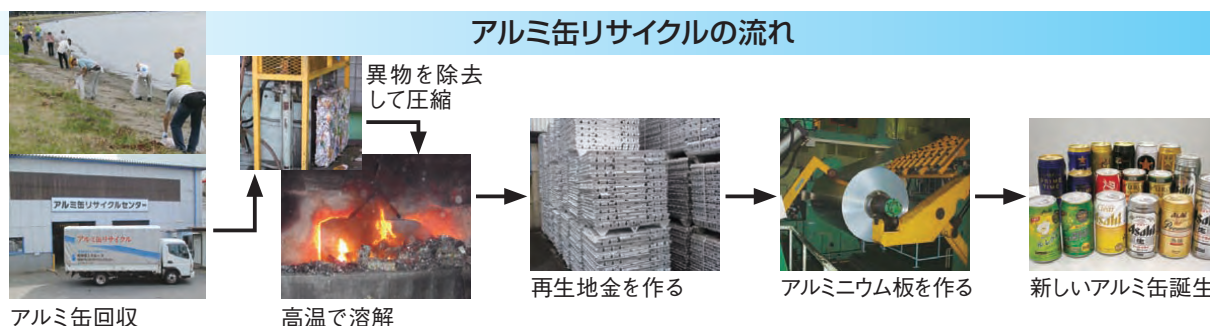 アルミ缶リサイクルの流れ
異物を除去
して圧縮
アルミ缶リサイクルセンター
アルミ缶リサイクル
アルミ缶回収
高温で溶解
再生地金を作る
アルミニウム板を作る
Asahi
Asahi
新しいアルミ缶誕生